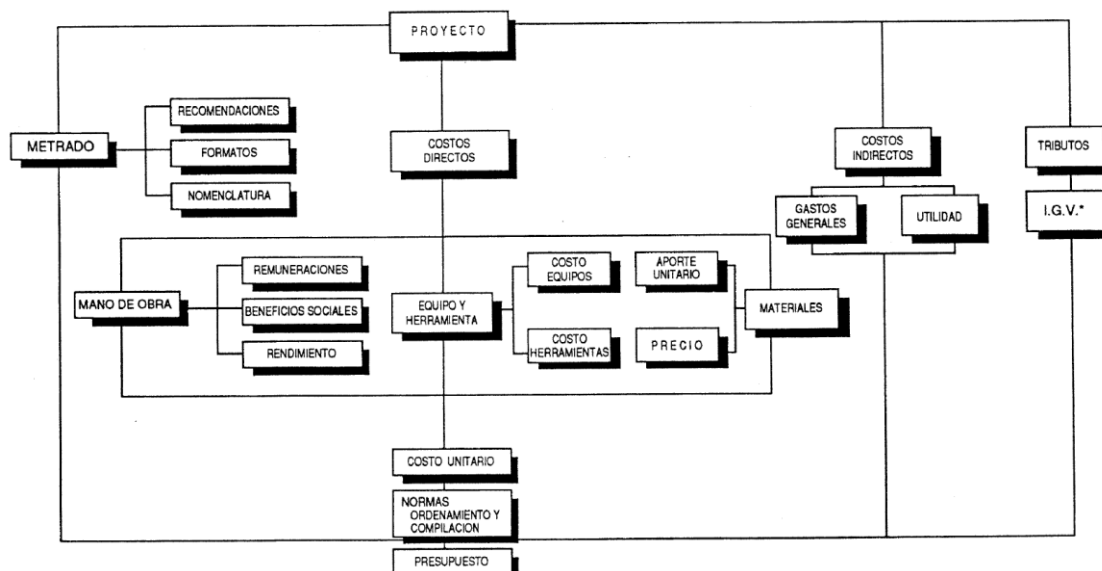 PROYECTO
RECOMENDACIONES
METRADO
FORMATOS
NOMENCLATURA
COSTOS
DIRECTOS
COSTOS
INDIRECTOS
TRIBUTOS
GASTOS
GENERALES
UTILIDAD
I.G.V.*
REMUNERACIONES
MANO DE OBRA
BENEFICIOS SOCIALES
RENDIMIENTO
EQUIPO Y
HERRAMIENTA
COSTO
EQUIPOS
COSTO
HERRAMIENTAS
APORTE
UNITARIO
PRECIO
MATERIALES
COSTO UNITARIO
NORMAS
ORDENAMIENTO Y
COMPILACION
PRESUPUESTO